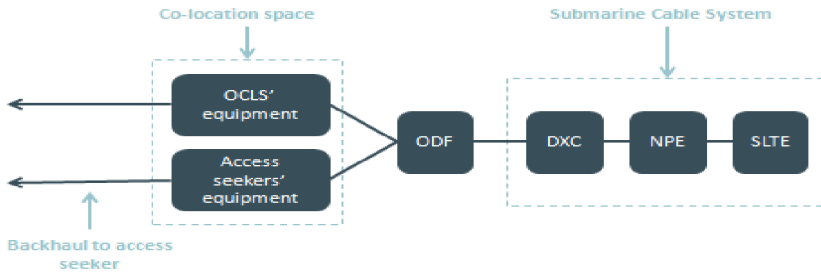 Co-location space
Submarine Cable System
OCLS'
equipment
Access
seekers'
equipment
ODF
DXC
NPE
SLTE
Backhaul to access
seeker